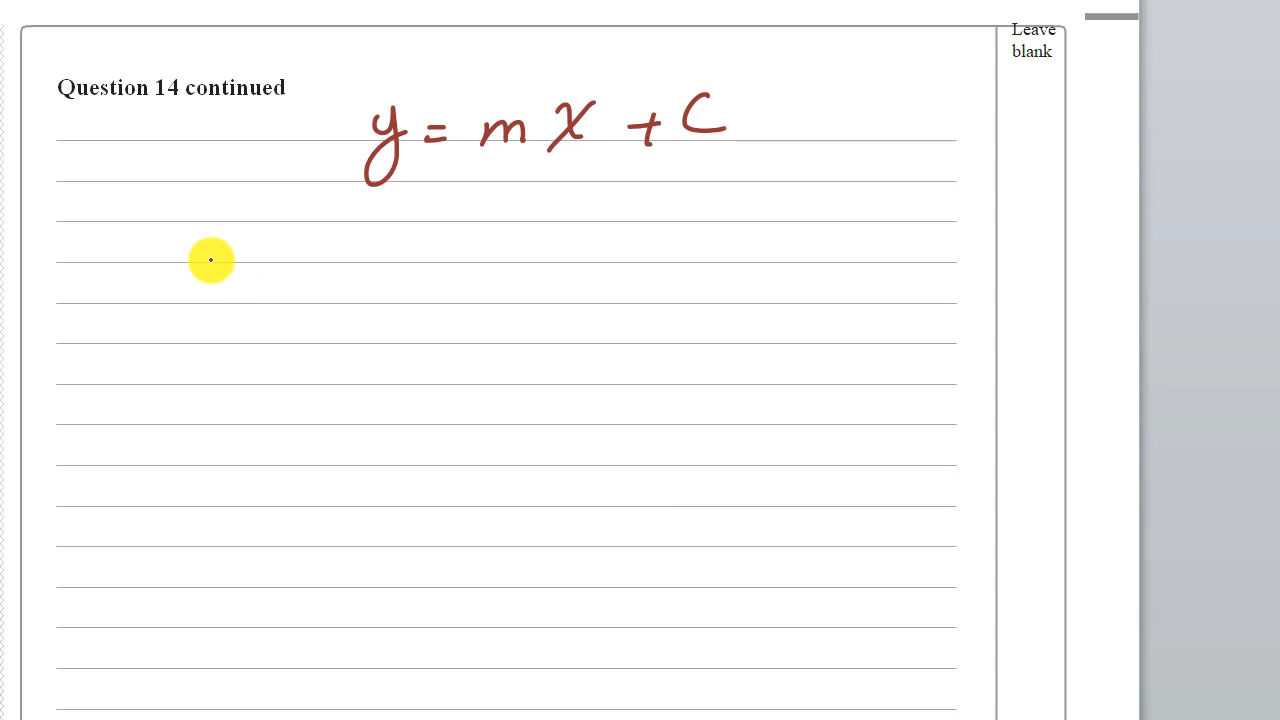 Leave
blank
Question 14 continued
y = mx + c